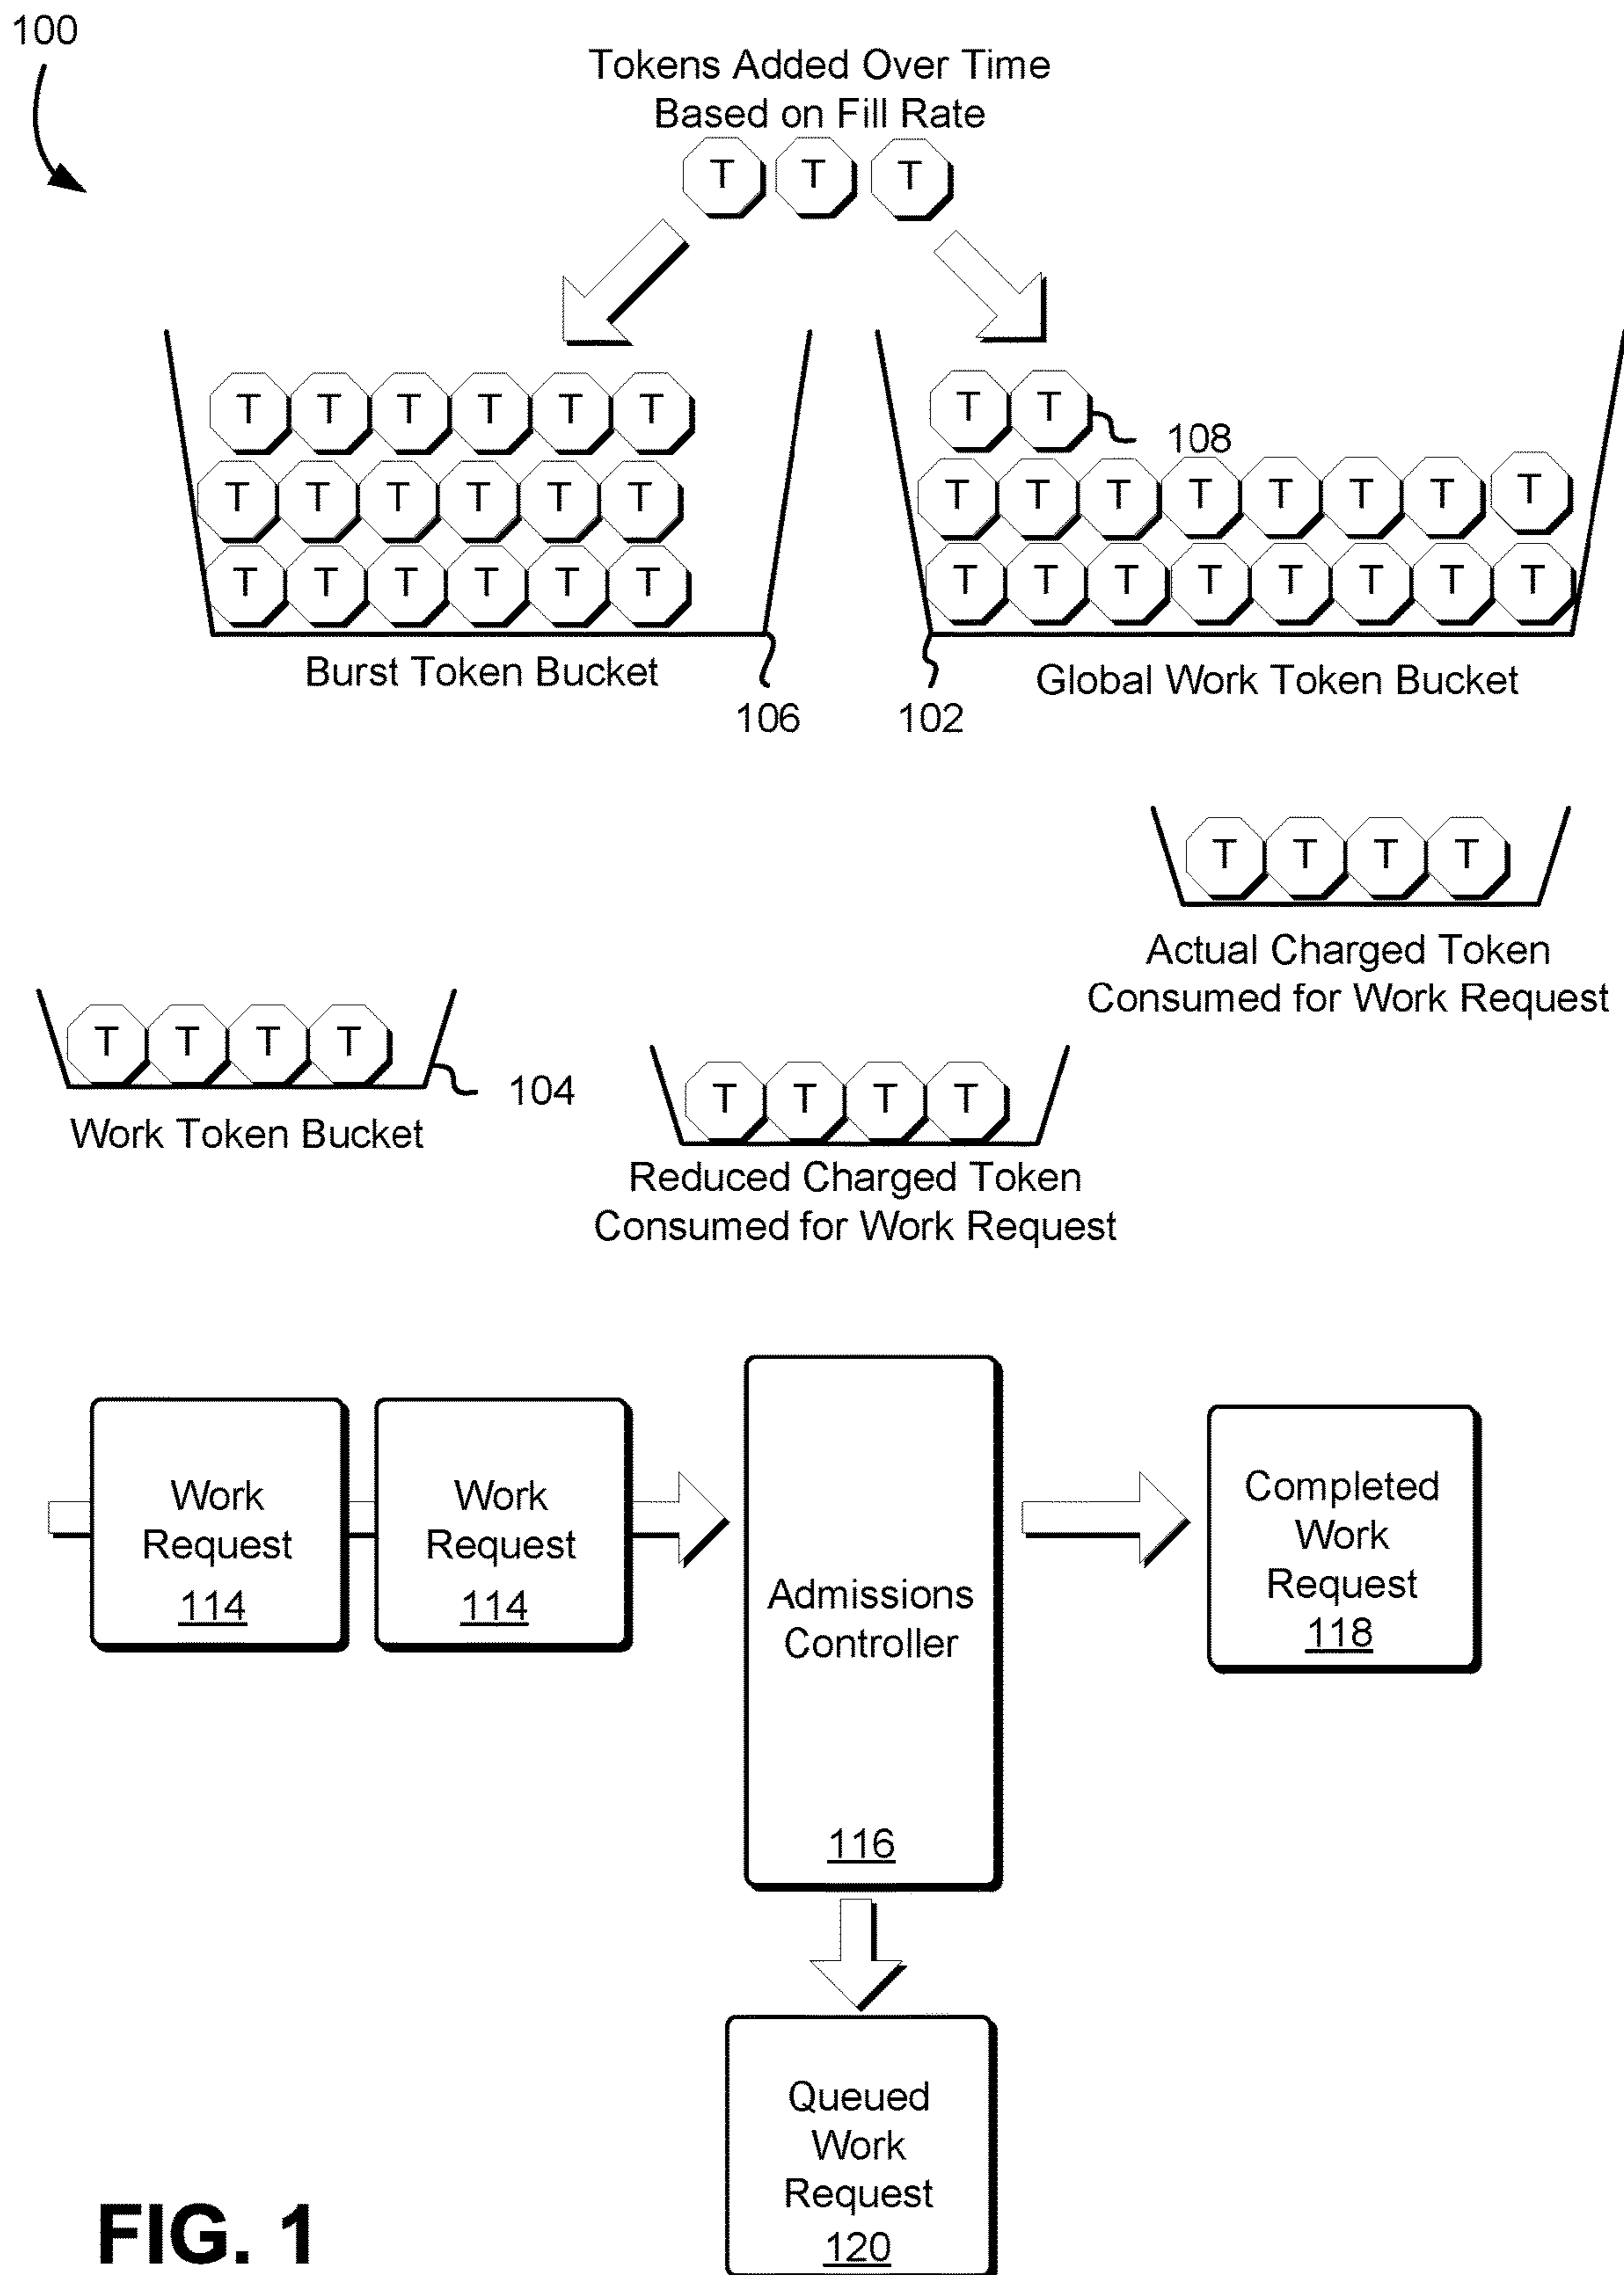 100
Tokens Added Over Time
Based on Fill Rate
T T T
T T T T T T
T T
108
T T T T T T
T T T T T T T T
T T T T T T
T T T T T T T T
Burst Token Bucket
Global Work Token Bucket
106
102
T T T T
Actual Charged Token
Consumed for Work Request
T T T T
104
Work Token Bucket
T T T T
Reduced Charged Token
Consumed for Work Request
Work
Request
114
Work
Request
114
Admissions
Controller
116
Completed
Work
Request
118
Queued
Work
Request
120
FIG. 1